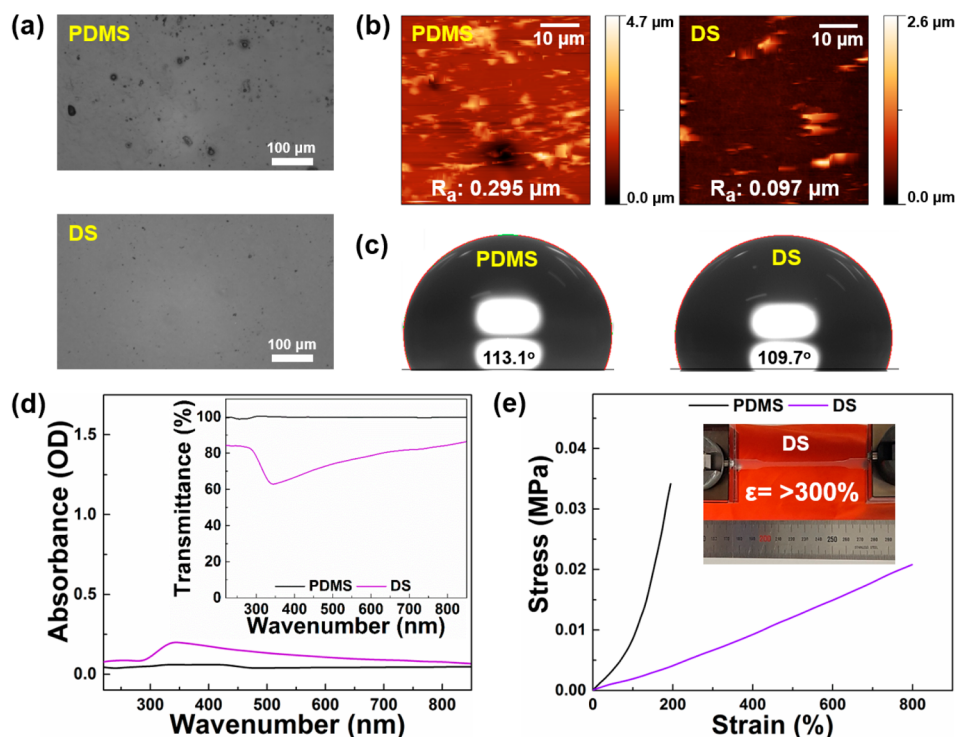 (a)
PDMS
100 µm
DS
100 µm
(b)
PDMS
10 µm
Rₐ: 0.295 µm
4.7 µm
0.0 µm
DS
10 µm
Rₐ: 0.097 µm
2.6 µm
0.0 µm
(c)
PDMS
113.1°
DS
109.7°
(d)
Absorbance (OD)
1.5
1.0
0.5
0.0
200 300 400 500 600 700 800
Wavenumber (nm)
Transmittance (%)
100
80
60
40
20
0
300 400 500 600 700 800
Wavenumber (nm)
PDMS
DS
(e)
PDMS
DS
Stress (MPa)
0.04
0.03
0.02
0.01
0.00
0 200 400 600 800
Strain (%)
DS
ε= >300%